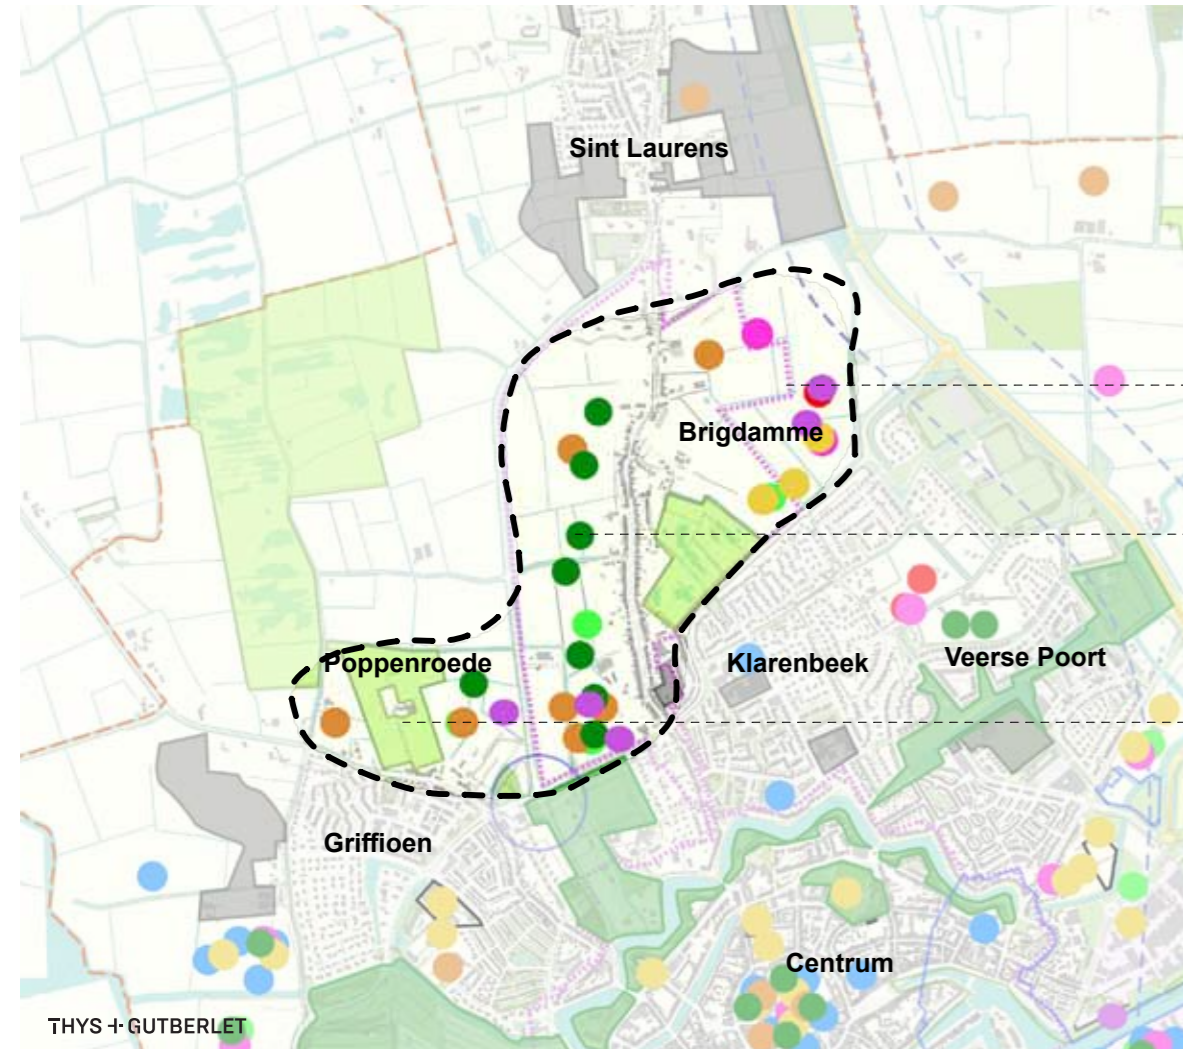 Sint Laurens
Brigdamme
Poppenroede
Klarenbeek
Veerse Poort
Griffioen
Centrum
THYS + GUTBERLET